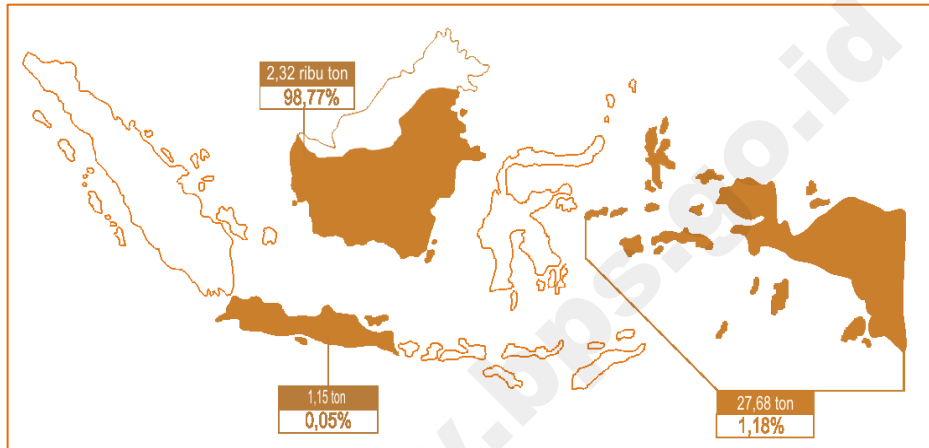 2,32 ribu ton
98,77%
1,15 ton
0,05%
27,68 ton
1,18%
.bps.go.id